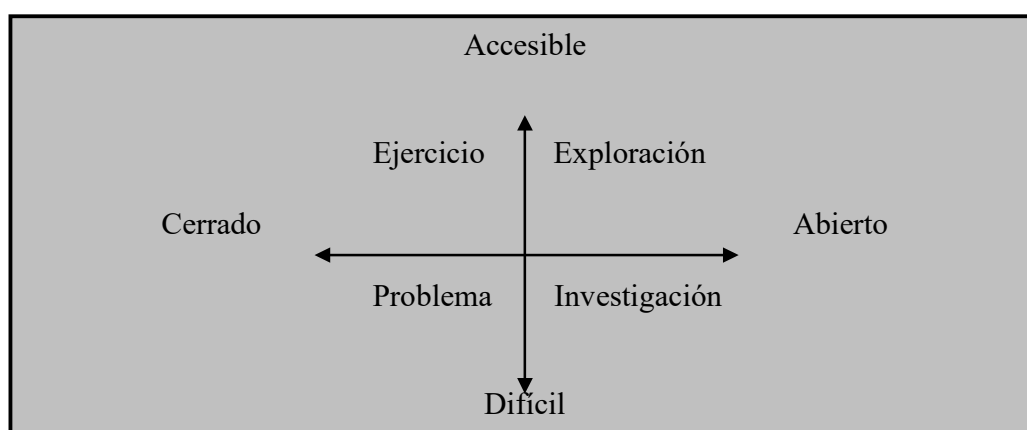 Accesible
Ejercicio Exploración
Cerrado Abierto
Problema Investigación
Difícil